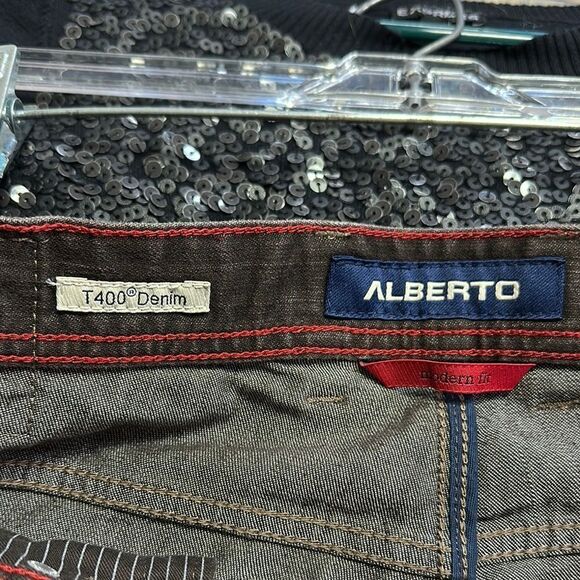 T400® Denim
ALBERTO
modern fit